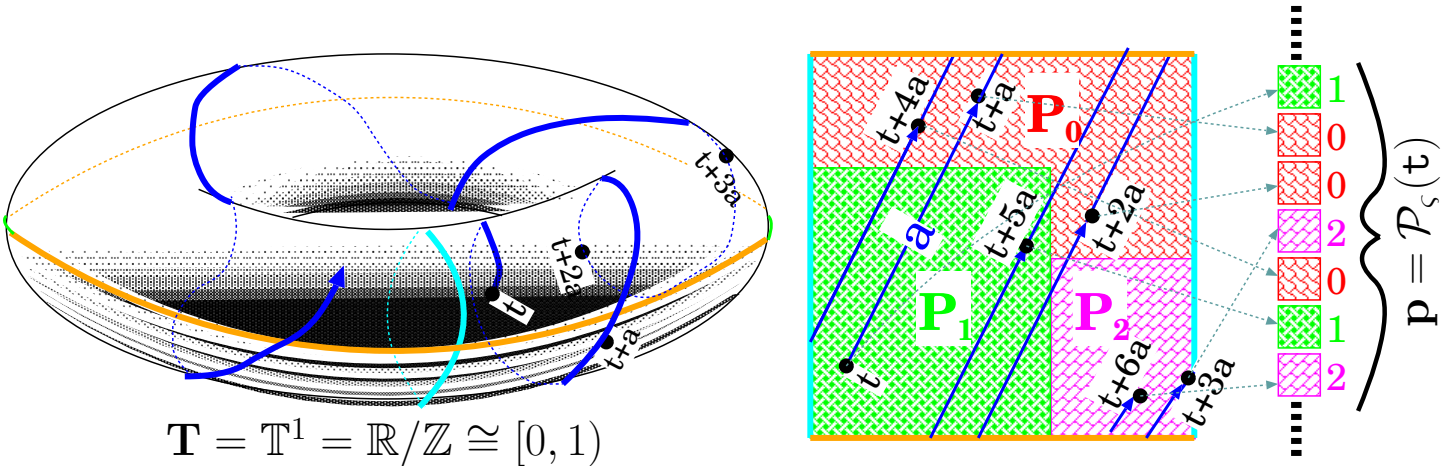 t+3a
t+2a
t
t+a
𝐓 = 𝕋¹ = ℝ/ℤ ≅ [0, 1)
t+4a
t+a
𝐏₀
a
t+5a
t+2a
𝐏₁
𝐏₂
t
t+6a
t+3a
1
0
0
2
0
1
2
𝐩 = 𝒫_ς(t)